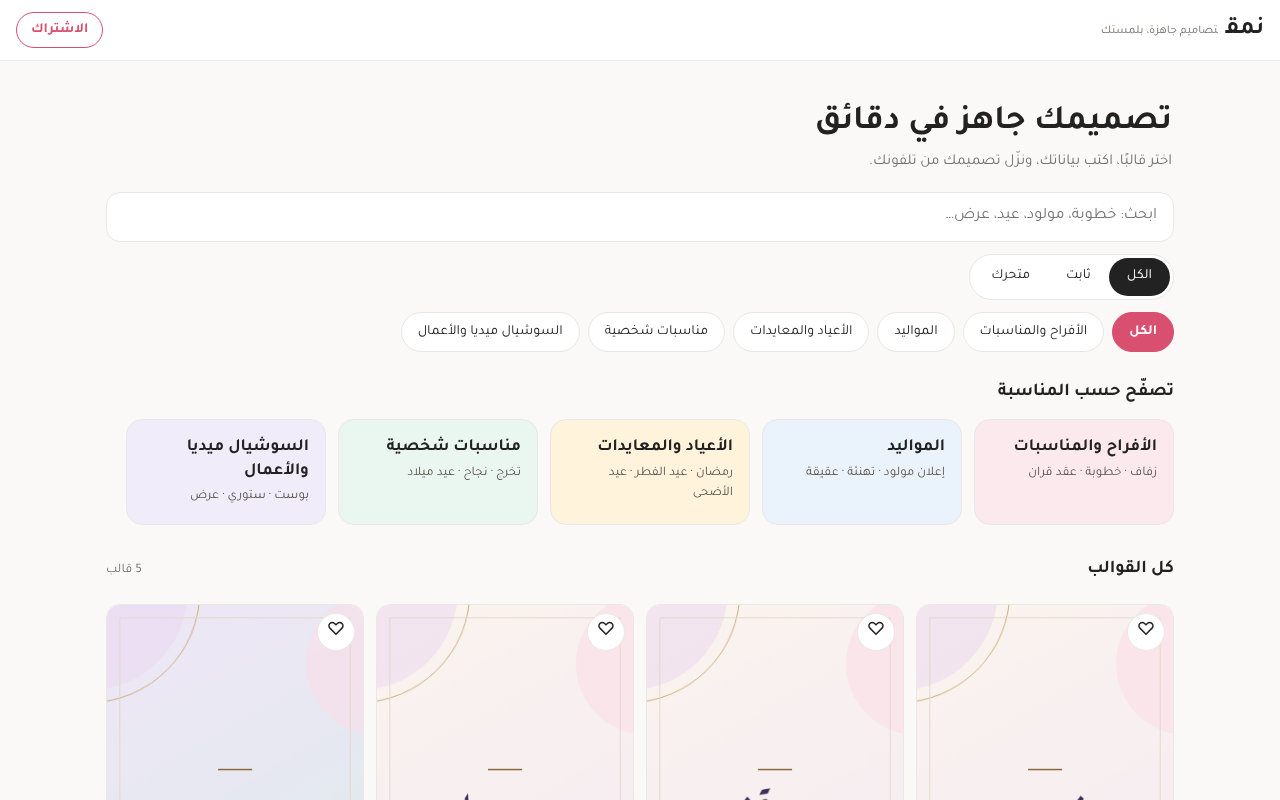 نمق
تصاميم جاهزة، بلمستك
الاشتراك
تصميمك جاهز في دقائق
اختر قالبًا، اكتب بياناتك، ونزّل تصميمك من تلفونك.
ابحث: خطوبة، مولود، عيد، عرض…
الكل ثابت متحرك
الكل الأفراح والمناسبات المواليد الأعياد والمعايدات مناسبات شخصية السوشيال ميديا والأعمال
تصفّح حسب المناسبة
الأفراح والمناسبات
زفاف · خطوبة · عقد قران
المواليد
إعلان مولود · تهنئة · عقيقة
الأعياد والمعايدات
رمضان · عيد الفطر · عيد
الأضحى
مناسبات شخصية
تخرج · نجاح · عيد ميلاد
السوشيال ميديا
والأعمال
بوست · ستوري · عرض
كل القوالب
5 قالب